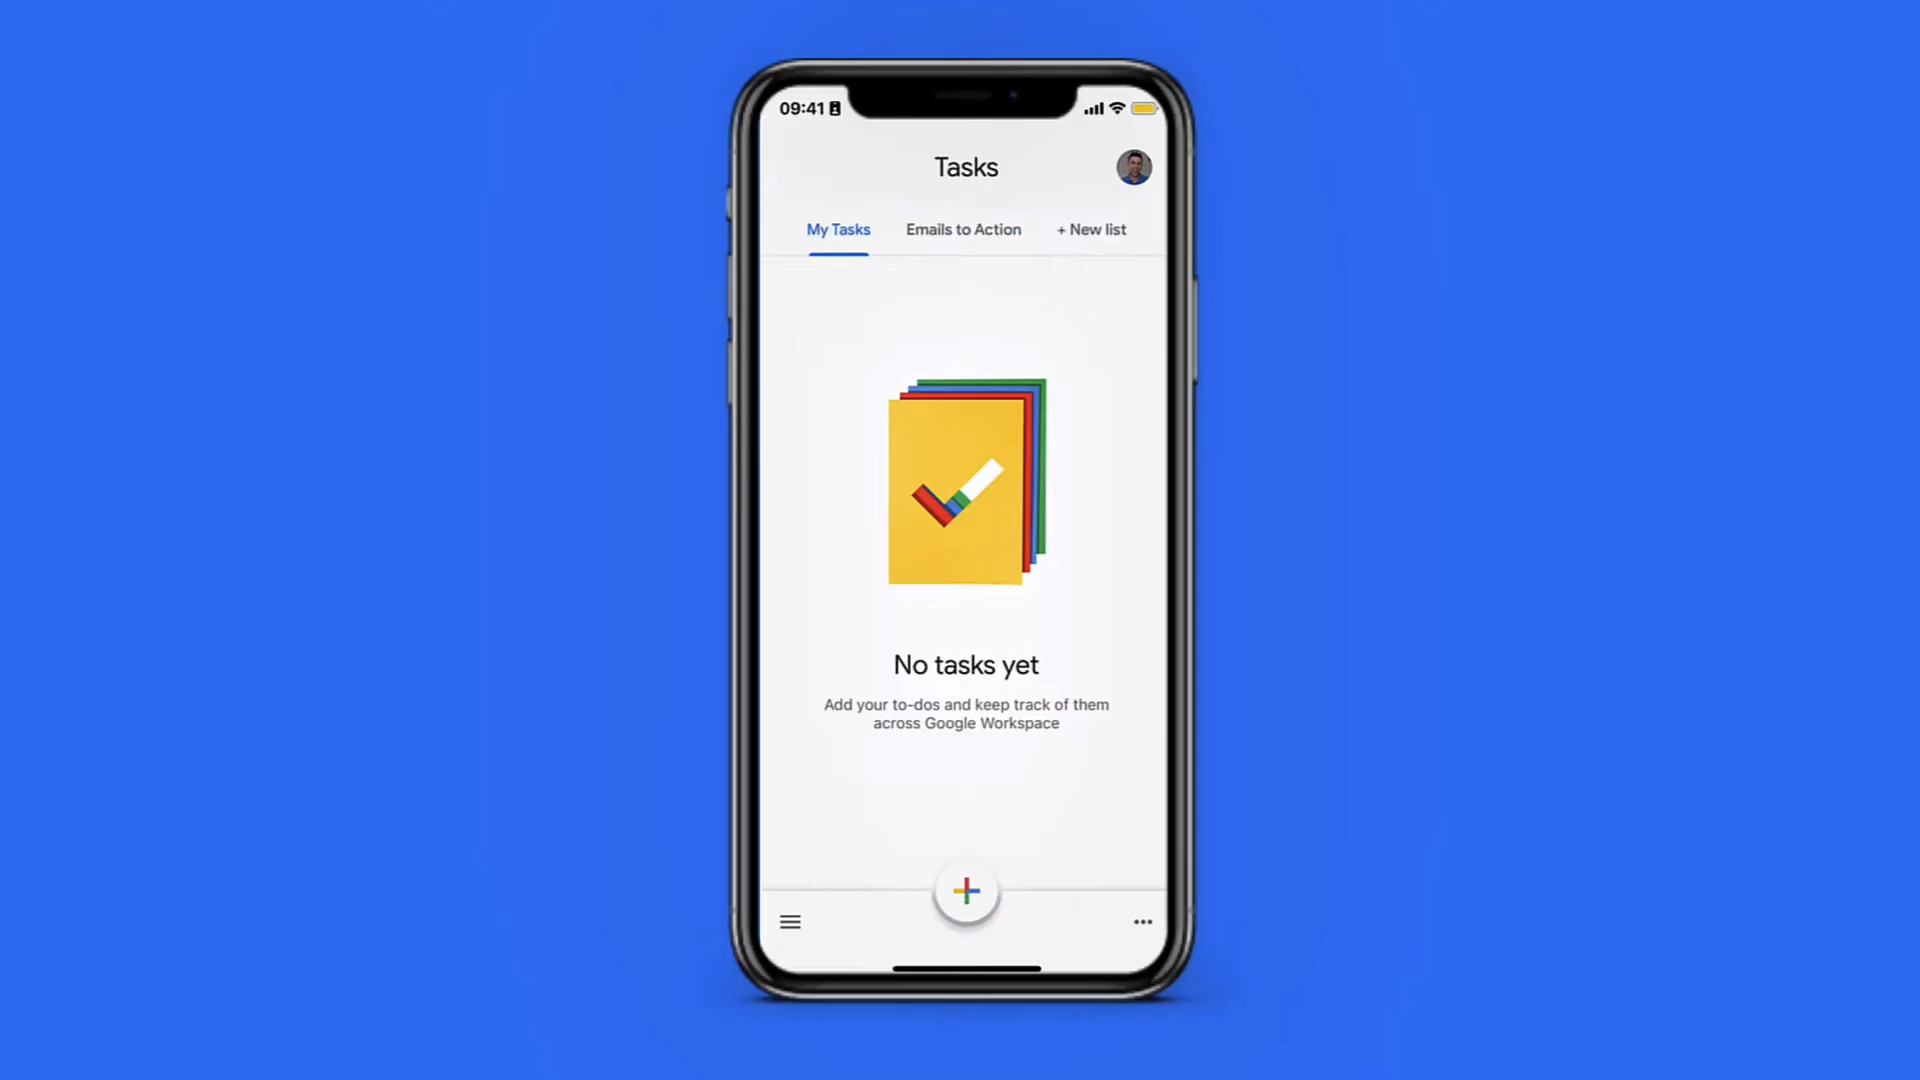 09:41
Tasks
My Tasks
Emails to Action
+ New list
No tasks yet
Add your to-dos and keep track of them
across Google Workspace